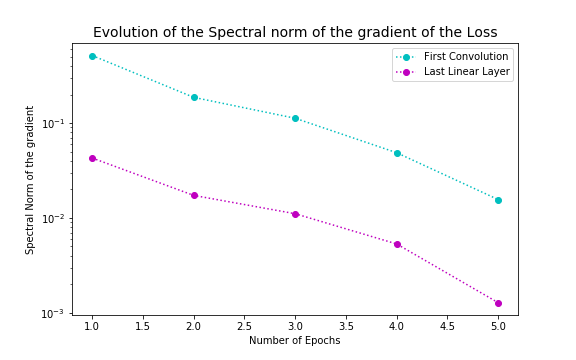 Evolution of the Spectral norm of the gradient of the Loss
First Convolution
Last Linear Layer
Spectral Norm of the gradient
10⁻¹
10⁻²
10⁻³
1.0 1.5 2.0 2.5 3.0 3.5 4.0 4.5 5.0
Number of Epochs